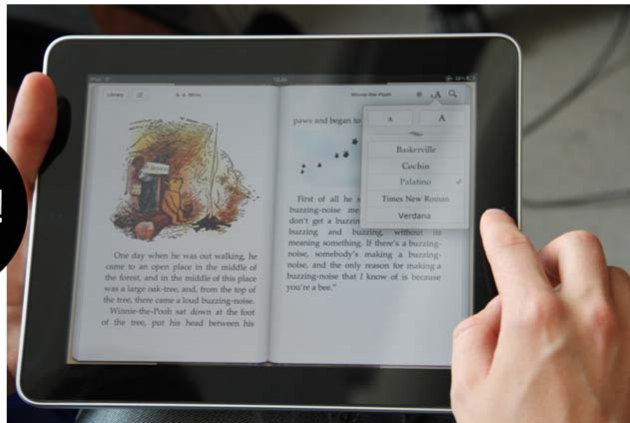 !
iPad
Library
A. A. Milne
One day when he was out walking, he
came to an open place in the middle of
the forest, and in the middle of this place
was a large oak-tree, and, from the top of
the tree, there came a loud buzzing-noise.
Winnie-the-Pooh sat down at the foot
of the tree, put his head between his
Winnie-the-Pooh
A
paws and began to
First of all he
buzzing-noise me
don't get a buzzin
buzzing and buzzing, without
meaning something. If there's a buzzing-
noise, somebody's making a buzzing-
noise, and the only reason for making a
buzzing-noise that I know of is because
you're a bee."
A A
Baskerville
Cochin
Palatino
Times New Roman
Verdana